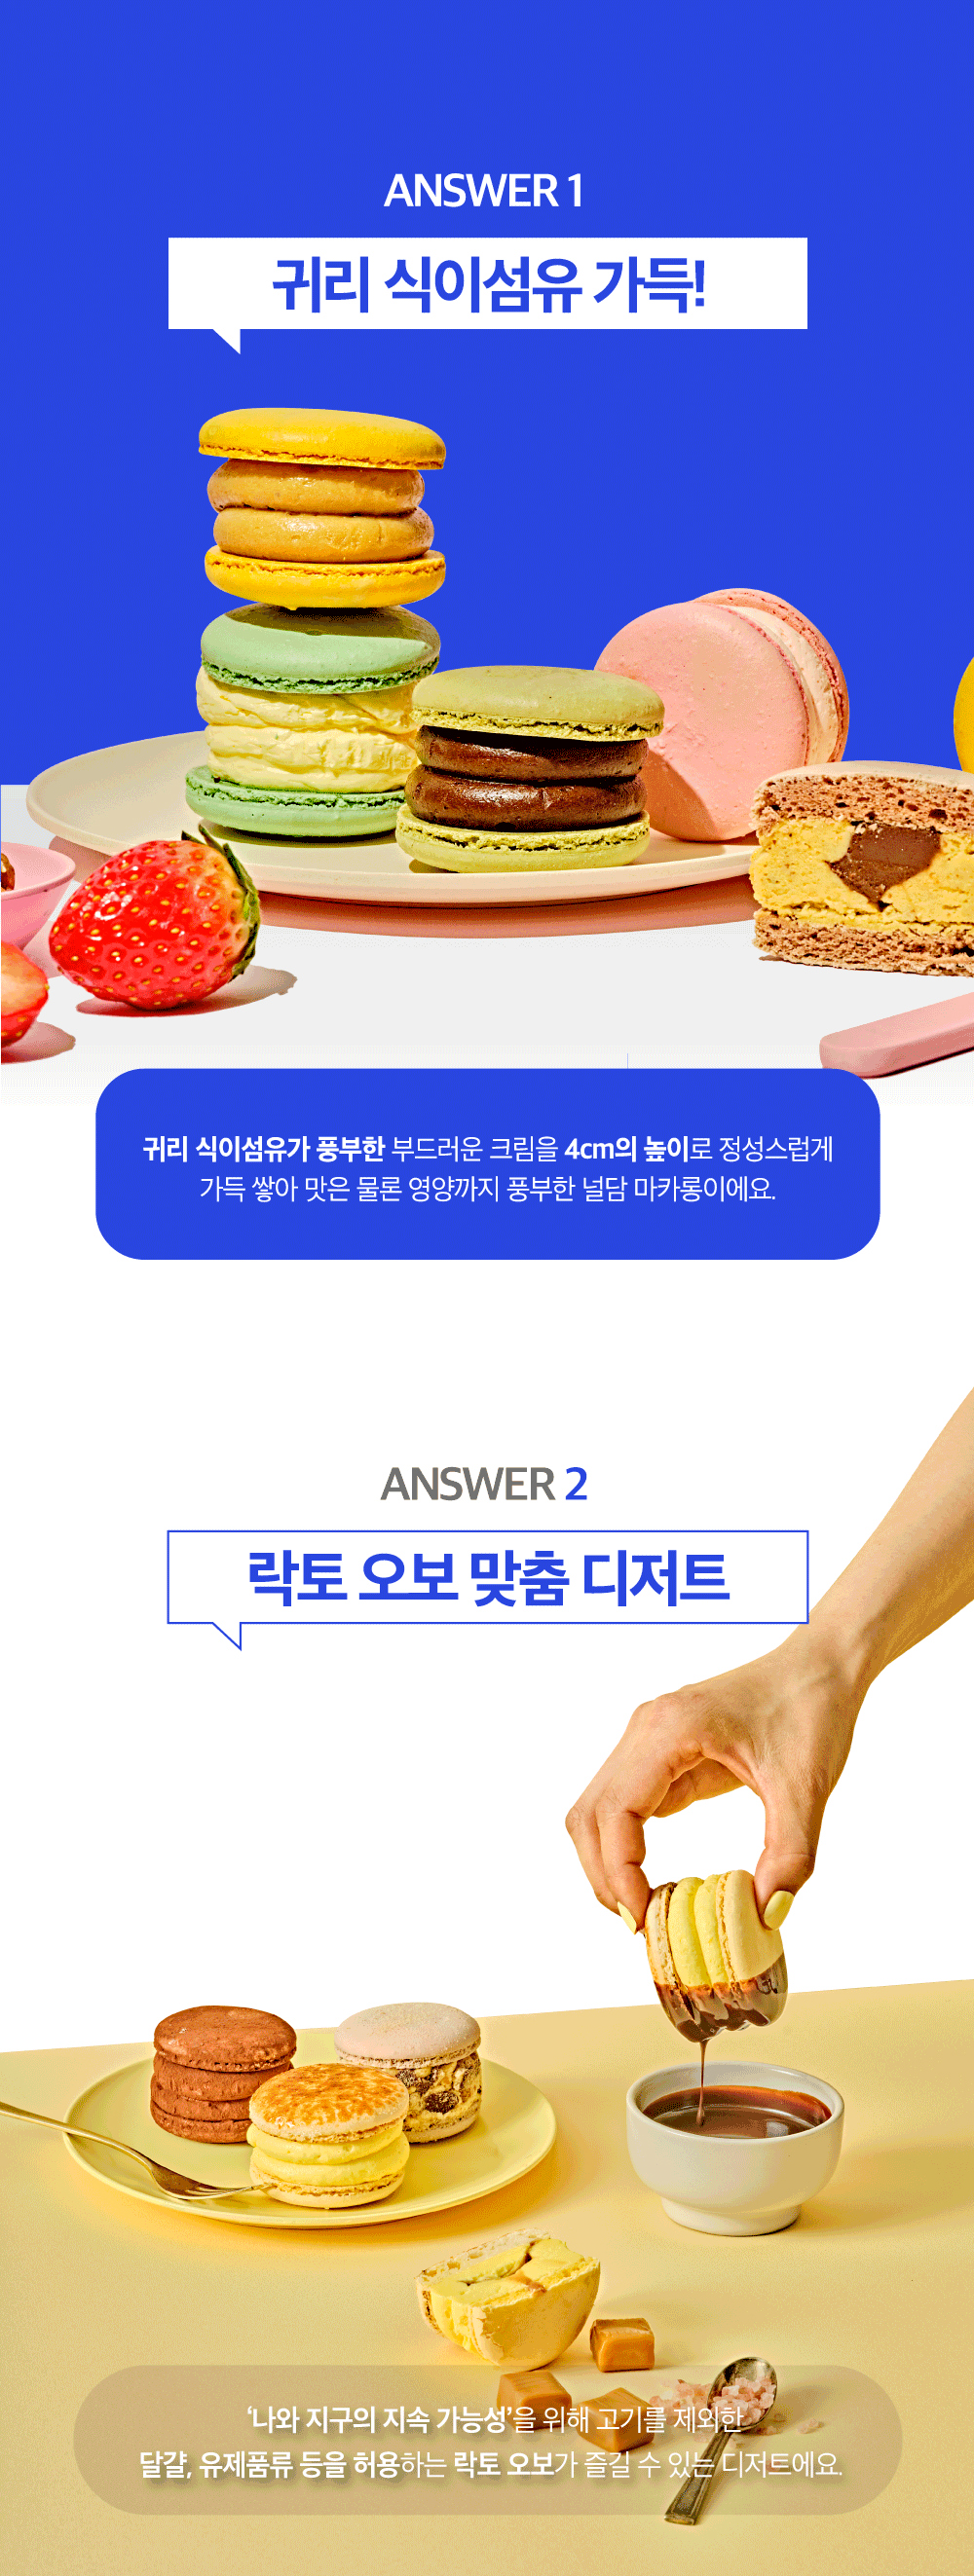 ANSWER 1
귀리 식이섬유 가득!
귀리 식이섬유가 풍부한 부드러운 크림을 4cm의 높이로 정성스럽게
가득 쌓아 맛은 물론 영양까지 풍부한 널담 마카롱이에요.
ANSWER 2
락토 오보 맞춤 디저트
‘나와 지구의 지속 가능성’을 위해 고기를 제외한
달걀, 유제품류 등을 허용하는 락토 오보가 즐길 수 있는 디저트에요.